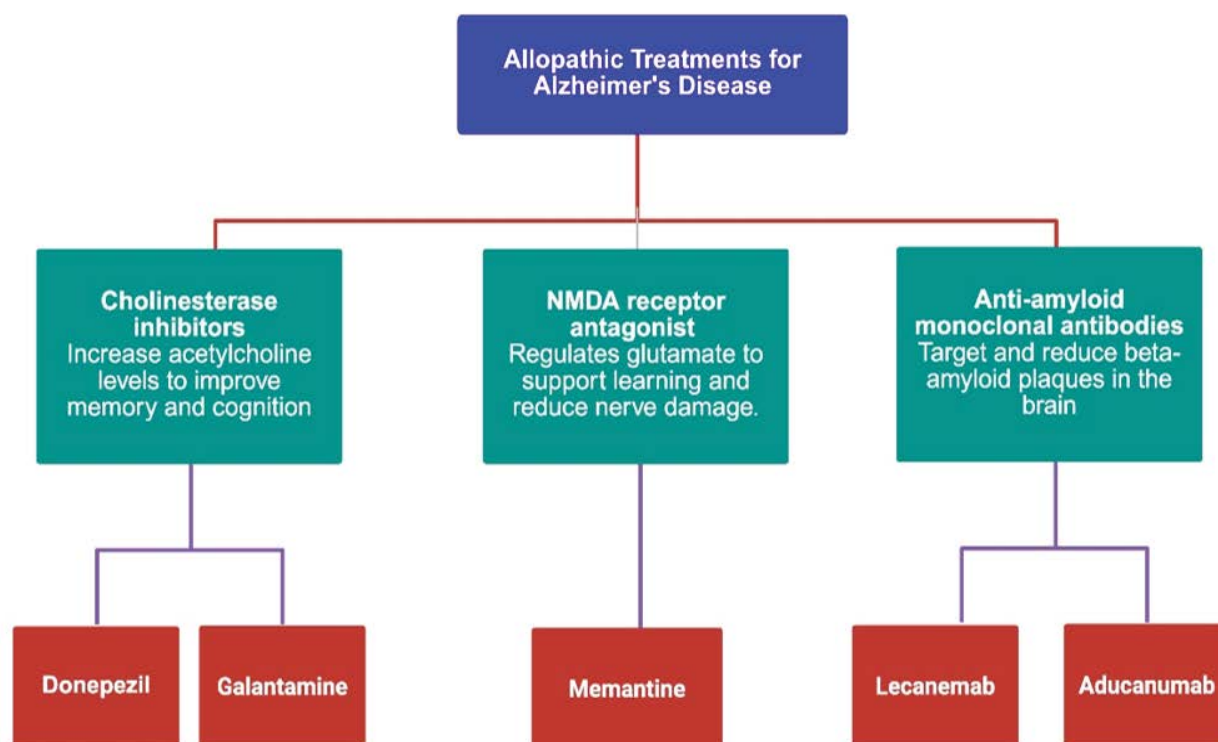 Allopathic Treatments for
Alzheimer's Disease
Cholinesterase
inhibitors
Increase acetylcholine
levels to improve
memory and cognition
NMDA receptor
antagonist
Regulates glutamate to
support learning and
reduce nerve damage.
Anti-amyloid
monoclonal antibodies
Target and reduce beta-
amyloid plaques in the
brain
Donepezil
Galantamine
Memantine
Lecanemab
Aducanumab